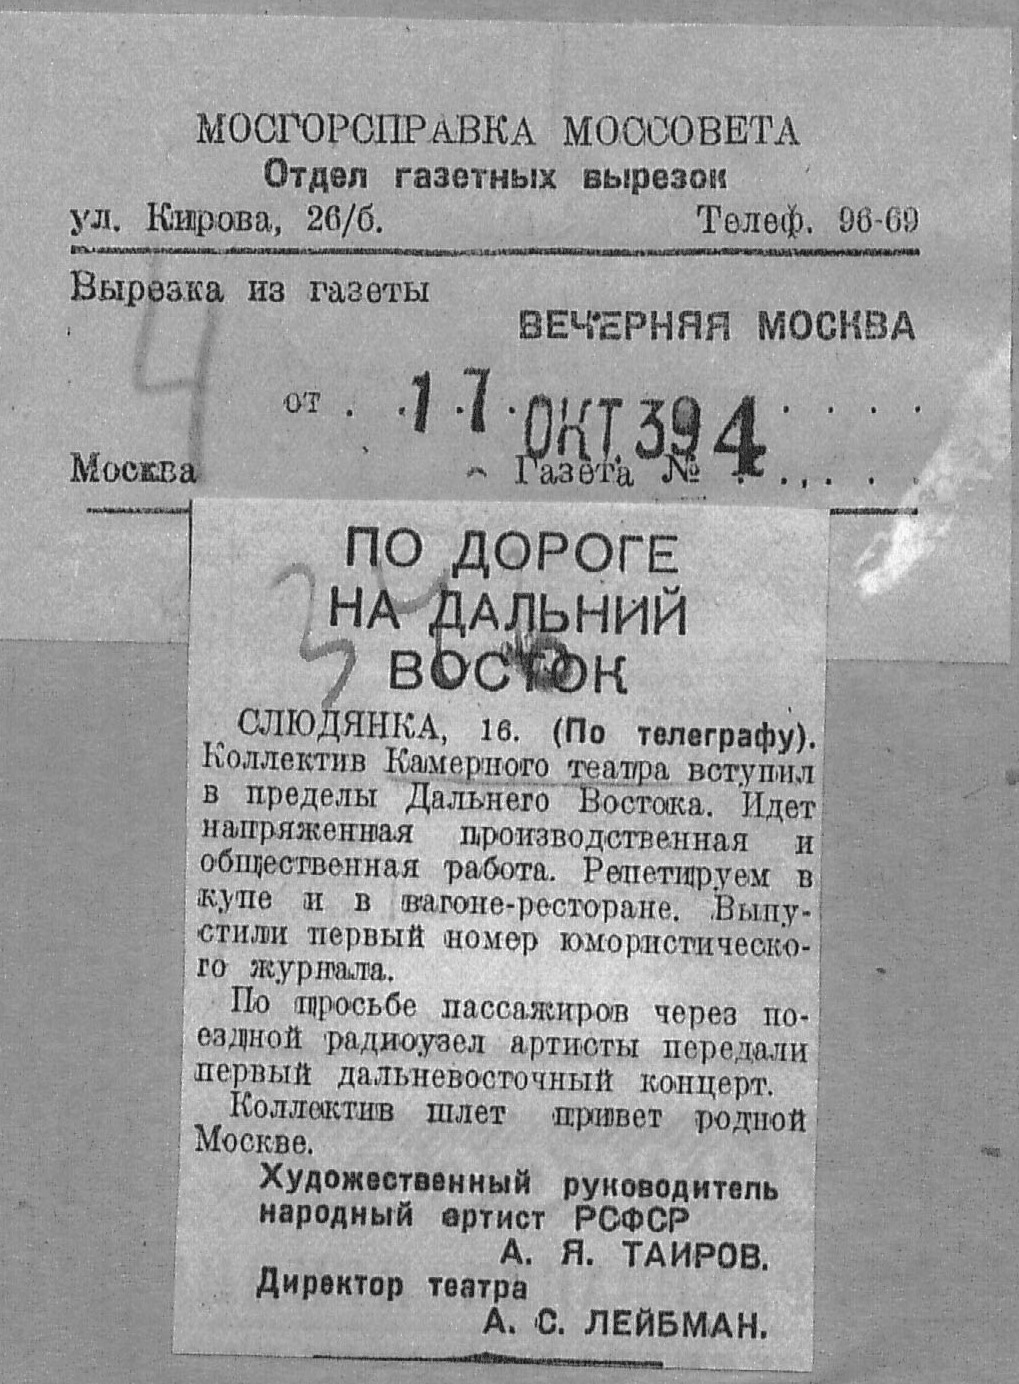 МОСГОРСПРАВКА МОССОВЕТА
Отдел газетных вырезок
ул. Кирова, 26/б. Телеф. 96-69
Вырезка из газеты
ВЕЧЕРНЯЯ МОСКВА
от . . 17 . ОКТ. 39 4 . . . .
Москва Газета № . . . . . .
4
ПО ДОРОГЕ
НА ДАЛЬНИЙ
ВОСТОК
СЛЮДЯНКА, 16. (По телеграфу).
Коллектив Камерного театра вступил
в пределы Дальнего Востока. Идет
напряженная производственная и
общественная работа. Репетируем в
купе и в вагоне-ресторане. Выпу-
стили первый номер юмористическо-
го журнала.
По просьбе пассажиров через по-
ездной радиоузел артисты передали
первый дальневосточный концерт.
Коллектив шлет привет родной
Москве.
Художественный руководитель
народный артист РСФСР
А. Я. ТАИРОВ.
Директор театра
А. С. ЛЕЙБМАН.